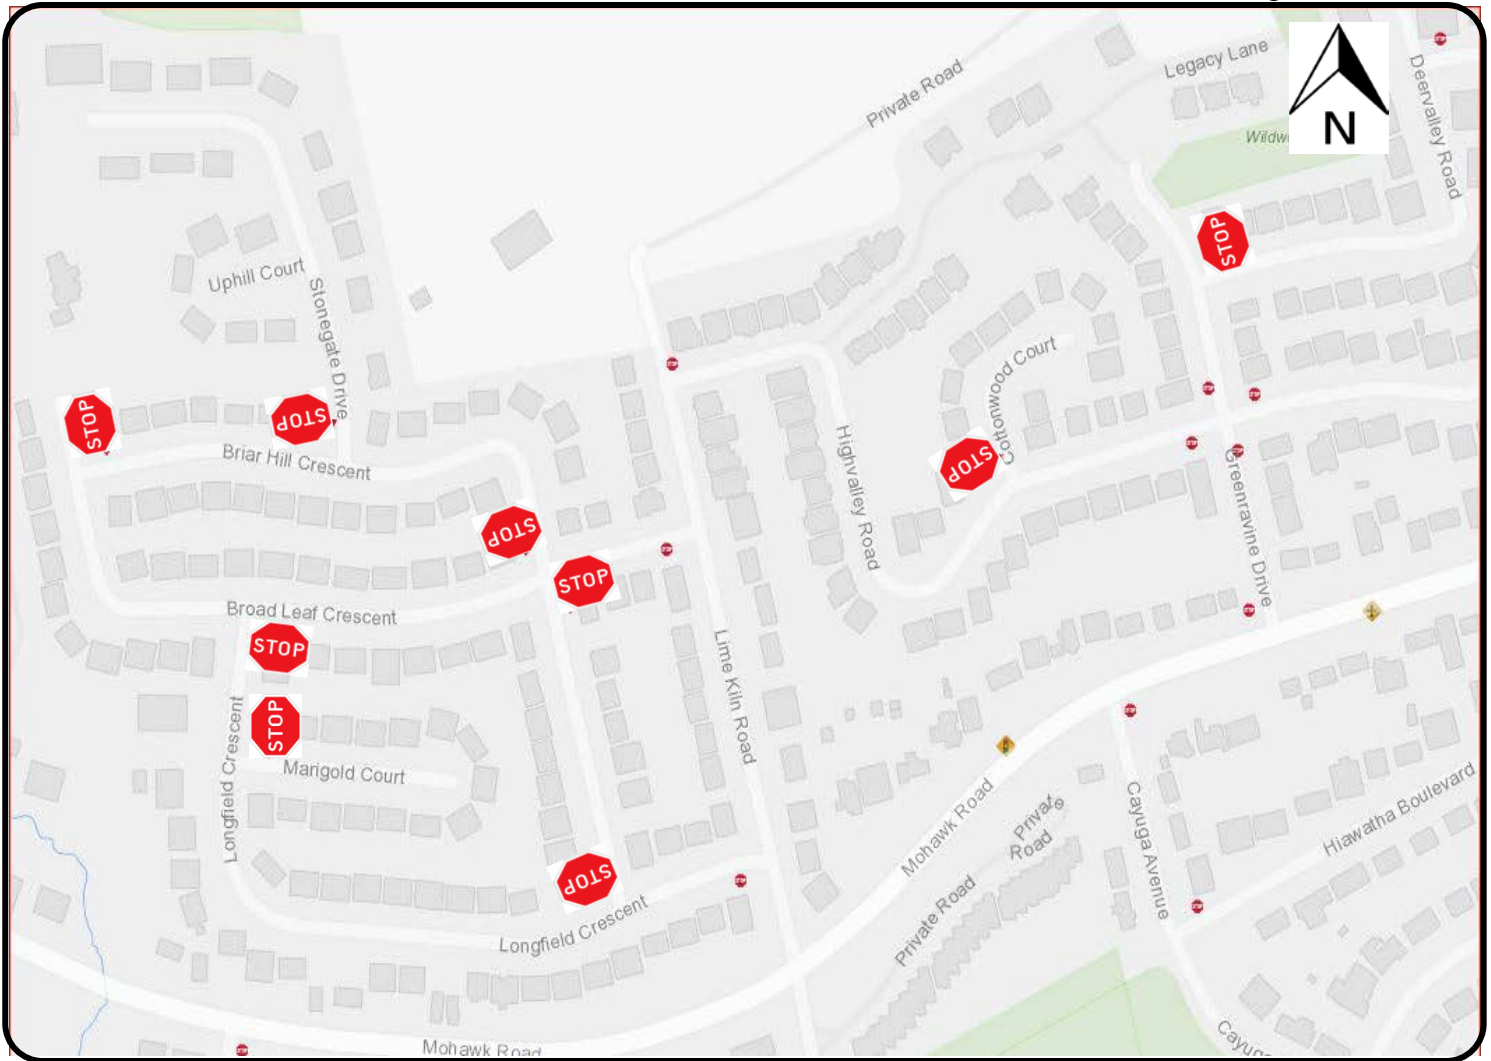 Private Road
Legacy Lane
N
Deervalley Road
Wildw
STOP
Uphill Court
Stonegate Drive
STOP
STOP
Briar Hill Crescent
Cottonwood Court
STOP
Highvalley Road
Greenravine Drive
STOP
STOP
Broad Leaf Crescent
STOP
Lime Kiln Road
Longfield Crescent
STOP
Marigold Court
Mohawk Road
Private
Road
Cayuga Avenue
Hiawatha Boulevard
STOP
Longfield Crescent
Private Road
Mohawk Road
Cayuga